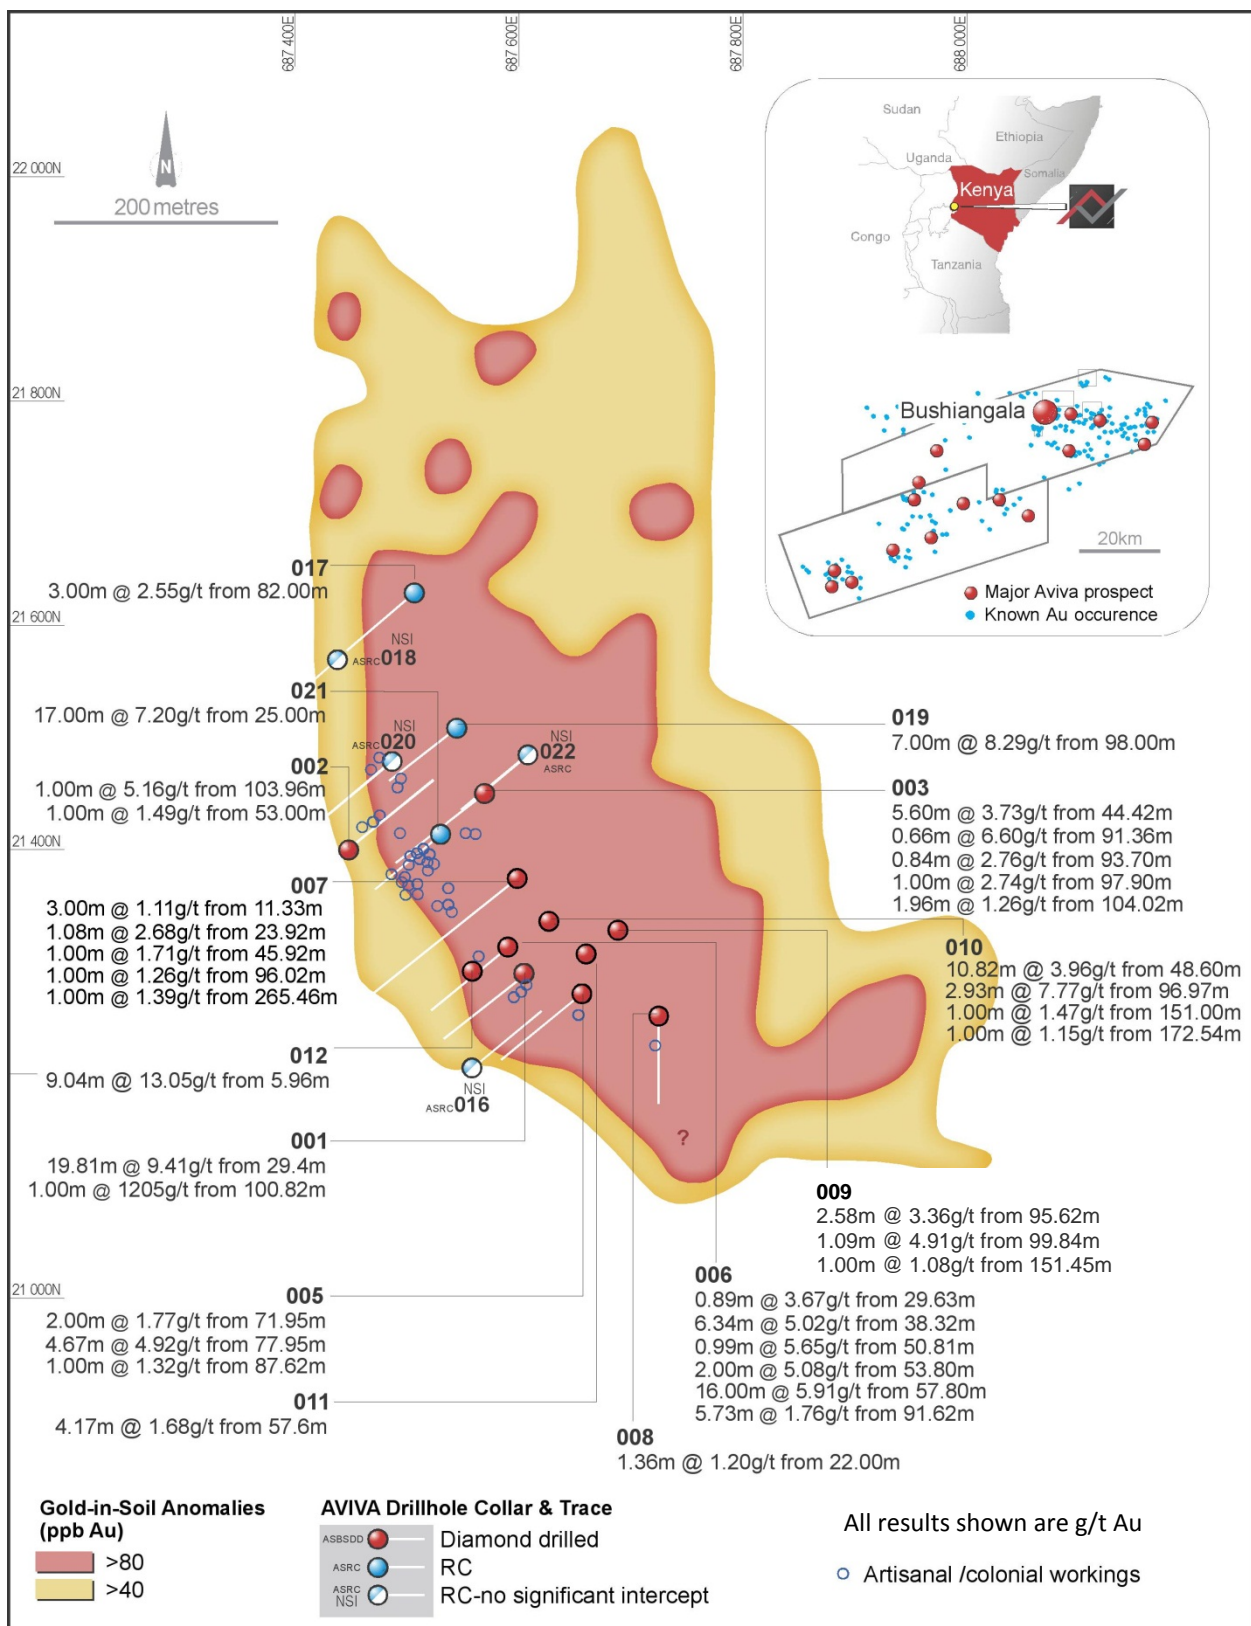 687 400E
687 600E
687 800E
688 000E
22 000N
N
200 metres
Sudan
Ethiopia
Uganda
Somalia
Kenya
Congo
Tanzania
21 800N
Bushiangala
20km
Major Aviva prospect
Known Au occurence
017
3.00m @ 2.55g/t from 82.00m
21 600N
NSI
ASRC018
021
17.00m @ 7.20g/t from 25.00m
NSI
ASRC020
019
7.00m @ 8.29g/t from 98.00m
NSI
022
ASRC
002
1.00m @ 5.16g/t from 103.96m
1.00m @ 1.49g/t from 53.00m
003
5.60m @ 3.73g/t from 44.42m
0.66m @ 6.60g/t from 91.36m
0.84m @ 2.76g/t from 93.70m
1.00m @ 2.74g/t from 97.90m
1.96m @ 1.26g/t from 104.02m
21 400N
007
3.00m @ 1.11g/t from 11.33m
1.08m @ 2.68g/t from 23.92m
1.00m @ 1.71g/t from 45.92m
1.00m @ 1.26g/t from 96.02m
1.00m @ 1.39g/t from 265.46m
010
10.82m @ 3.96g/t from 48.60m
2.93m @ 7.77g/t from 96.97m
1.00m @ 1.47g/t from 151.00m
1.00m @ 1.15g/t from 172.54m
012
9.04m @ 13.05g/t from 5.96m
NSI
ASRC016
001
19.81m @ 9.41g/t from 29.4m
1.00m @ 1205g/t from 100.82m
?
009
2.58m @ 3.36g/t from 95.62m
1.09m @ 4.91g/t from 99.84m
1.00m @ 1.08g/t from 151.45m
21 000N
005
2.00m @ 1.77g/t from 71.95m
4.67m @ 4.92g/t from 77.95m
1.00m @ 1.32g/t from 87.62m
006
0.89m @ 3.67g/t from 29.63m
6.34m @ 5.02g/t from 38.32m
0.99m @ 5.65g/t from 50.81m
2.00m @ 5.08g/t from 53.80m
16.00m @ 5.91g/t from 57.80m
5.73m @ 1.76g/t from 91.62m
011
4.17m @ 1.68g/t from 57.6m
008
1.36m @ 1.20g/t from 22.00m
Gold-in-Soil Anomalies
(ppb Au)
>80
>40
AVIVA Drillhole Collar & Trace
ASBSDD Diamond drilled
ASRC RC
ASRC
NSI
RC-no significant intercept
All results shown are g/t Au
Artisanal /colonial workings